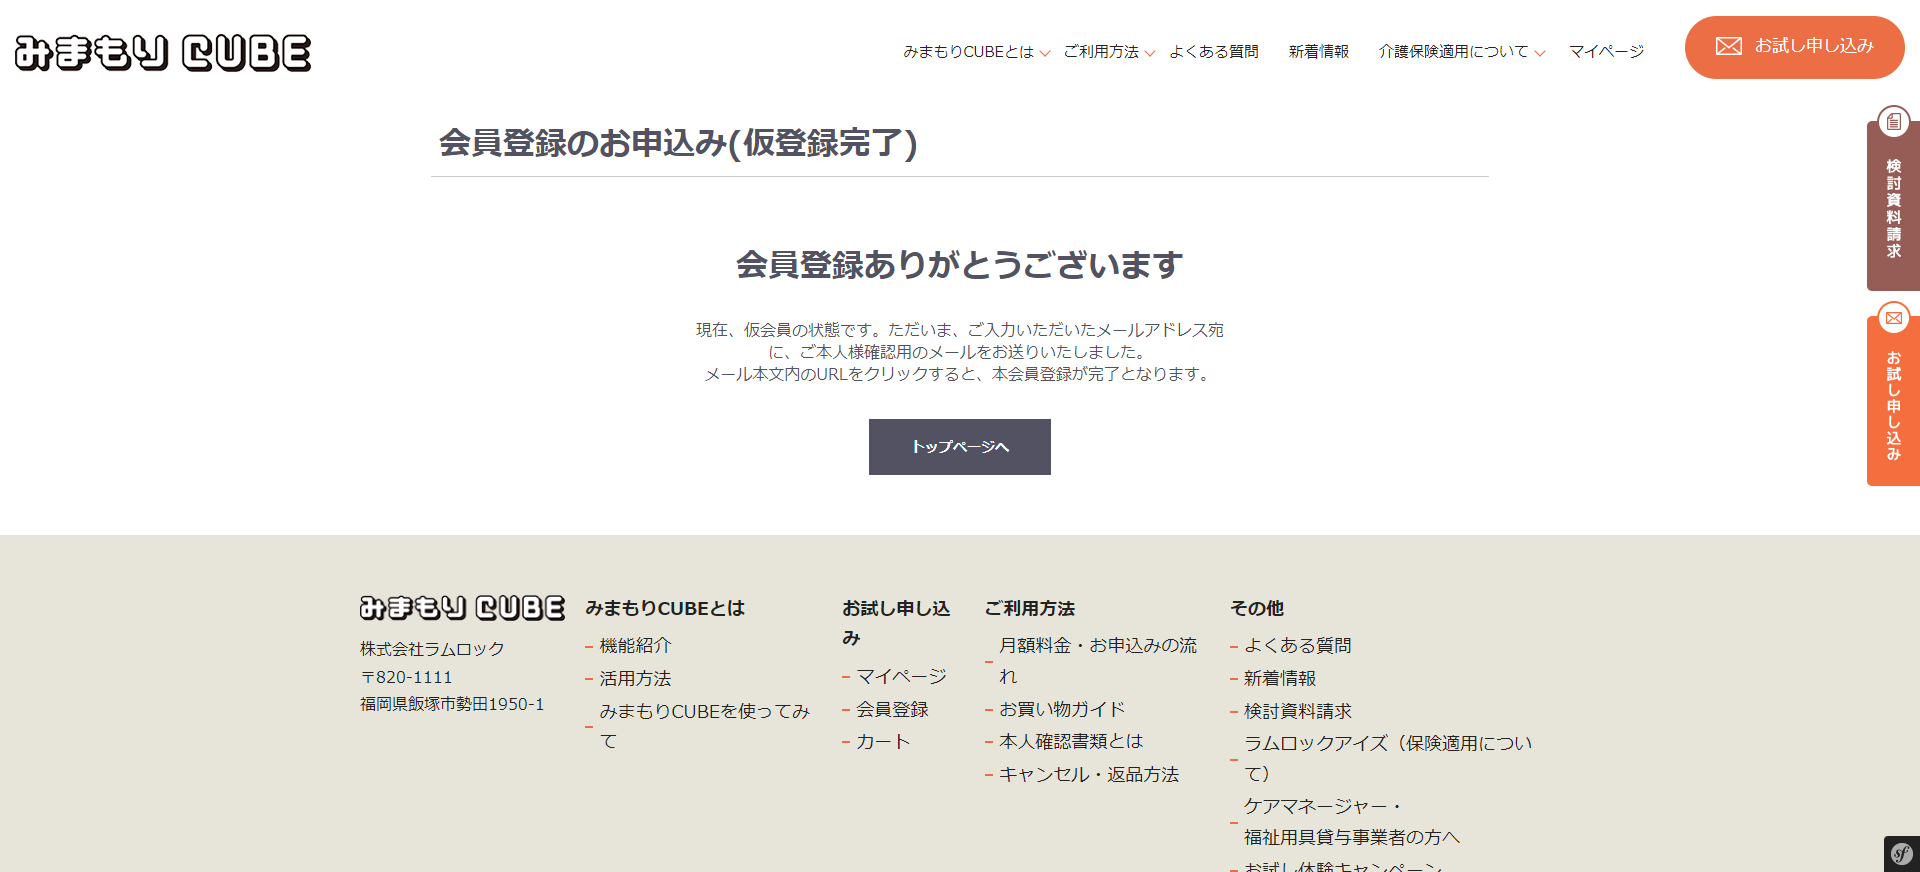 みまもり CUBE
みまもりCUBEとは ご利用方法 よくある質問 新着情報 介護保険適用について マイページ
お試し申し込み
会員登録のお申込み(仮登録完了)
検討資料請求
会員登録ありがとうございます
現在、仮会員の状態です。ただいま、ご入力いただいたメールアドレス宛
に、ご本人様確認用のメールをお送りいたしました。
メール本文内のURLをクリックすると、本会員登録が完了となります。
お試し申し込み
トップページへ
みまもり CUBE
株式会社ラムロック
〒820-1111
福岡県飯塚市勢田1950-1
みまもりCUBEとは
機能紹介
活用方法
みまもりCUBEを使ってみ
て
お試し申し込
み
マイページ
会員登録
カート
ご利用方法
月額料金・お申込みの流
れ
お買い物ガイド
本人確認書類とは
キャンセル・返品方法
その他
よくある質問
新着情報
検討資料請求
ラムロックアイズ（保険適用につい
て）
ケアマネージャー・
福祉用具貸与事業者の方へ
お試し体験キャンペーン
sf